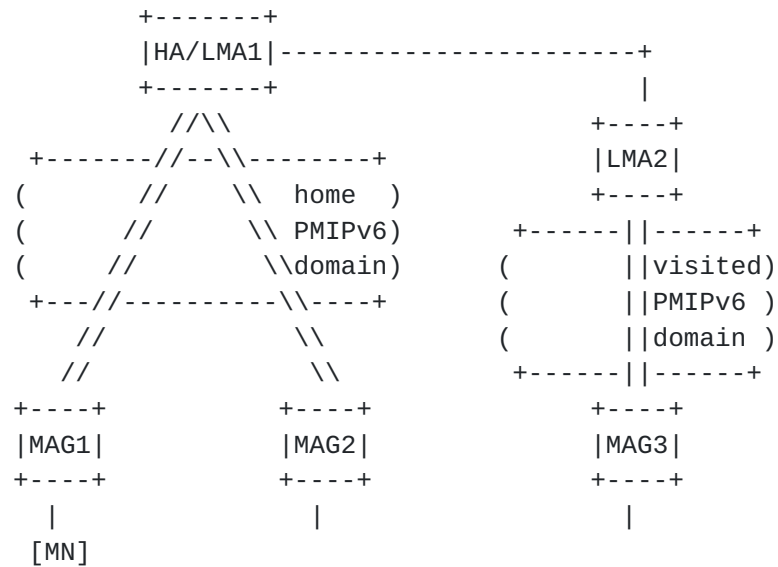 +-------+
|HA/LMA1|-----------------------+
+-------+                       |
//\\                    +----+
+-------//--\\--------+            |LMA2|
(       //    \\  home  )           +----+
(      //      \\ PMIPv6)      +------||------+
(     //        \\domain)     (       ||visited)
+---//----------\\----+      (       ||PMIPv6 )
//            \\          (       ||domain )
//              \\          +------||------+
+----+          +----+            +----+
|MAG1|          |MAG2|            |MAG3|
+----+          +----+            +----+
|               |                 |
[MN]